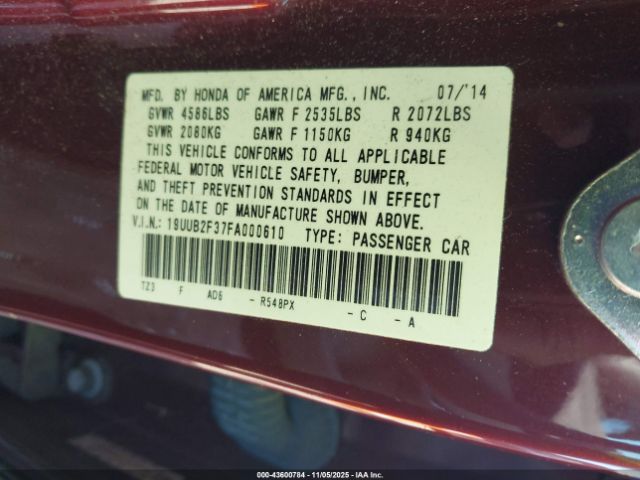 MFD. BY HONDA OF AMERICA MFG., INC. 07/'14
GVWR 4586LBS GAWR F 2535LBS R 2072LBS
GVWR 2080KG GAWR F 1150KG R 940KG
THIS VEHICLE CONFORMS TO ALL APPLICABLE
FEDERAL MOTOR VEHICLE SAFETY, BUMPER,
AND THEFT PREVENTION STANDARDS IN EFFECT
ON THE DATE OF MANUFACTURE SHOWN ABOVE.
V.I.N.: 19UUB2F37FA000610 TYPE: PASSENGER CAR
TZ3 F AD6 - R548PX - C - A
000-43600784 - 11/05/2025 - IAA Inc.